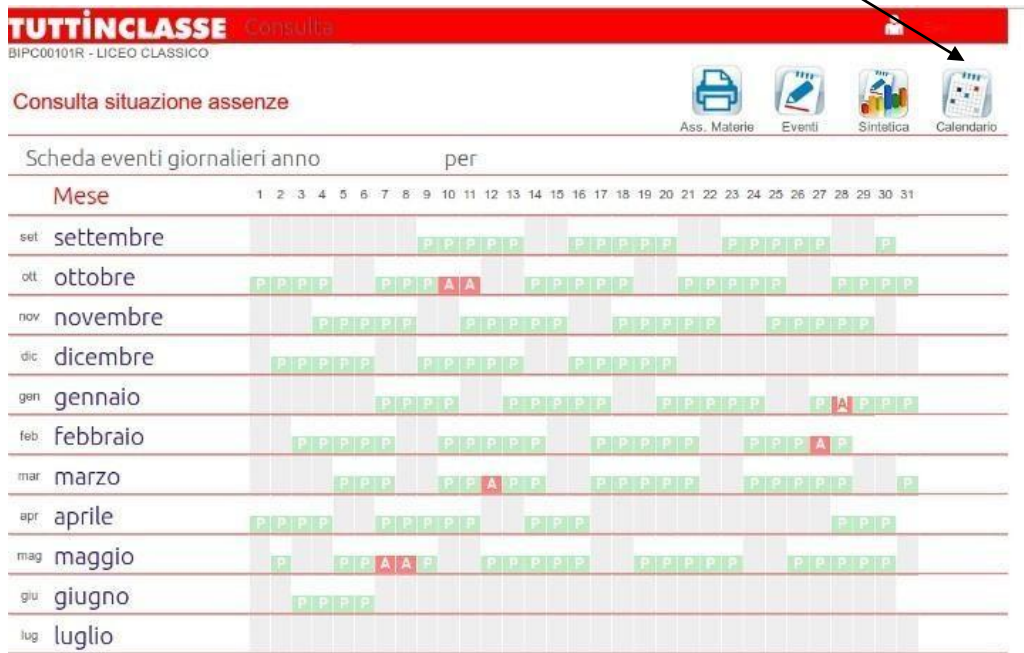 TUTTINCLASSE Consulta
BIPC00101R - LICEO CLASSICO
Consulta situazione assenze
Ass. Materie Eventi Sintetica Calendario
Scheda eventi giornalieri anno per
Mese 1 2 3 4 5 6 7 8 9 10 11 12 13 14 15 16 17 18 19 20 21 22 23 24 25 26 27 28 29 30 31
set settembre P P P P P P P P P P P P P P P P
ott ottobre P P P P P P P A A P P P P P P P P P P P P P P
nov novembre P P P P P P P P P P P P P P P P P P P P
dic dicembre P P P P P P P P P P P P P P P
gen gennaio P P P P P P P P P P P P P P P A P P P
feb febbraio P P P P P P P P P P P P P P P P P P A P
mar marzo P P P P P A P P P P P P P P P P P P P
apr aprile P P P P P P P P P P P P P P P
mag maggio P P P A A P P P P P P P P P P P P P P P P
giu giugno P P P P
lug luglio